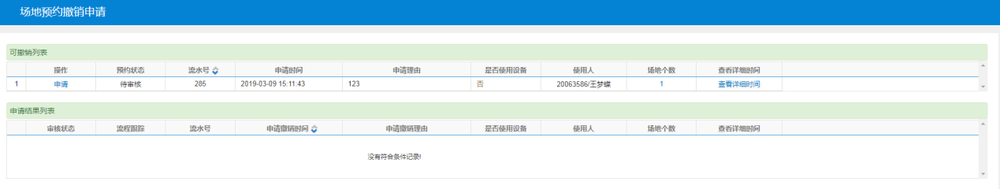 场地预约撤销申请
可撤销列表
操作 预约状态 流水号 申请时间 申请理由 是否使用设备 使用人 场地个数 查看详细时间
1 申请 待审核 285 2019-03-09 15:11:43 123 否 20063586/王梦蝶 1 查看详细时间
申请结果列表
审核状态 流程跟踪 流水号 申请撤销时间 申请撤销理由 是否使用设备 使用人 场地个数 查看详细时间
没有符合条件记录!